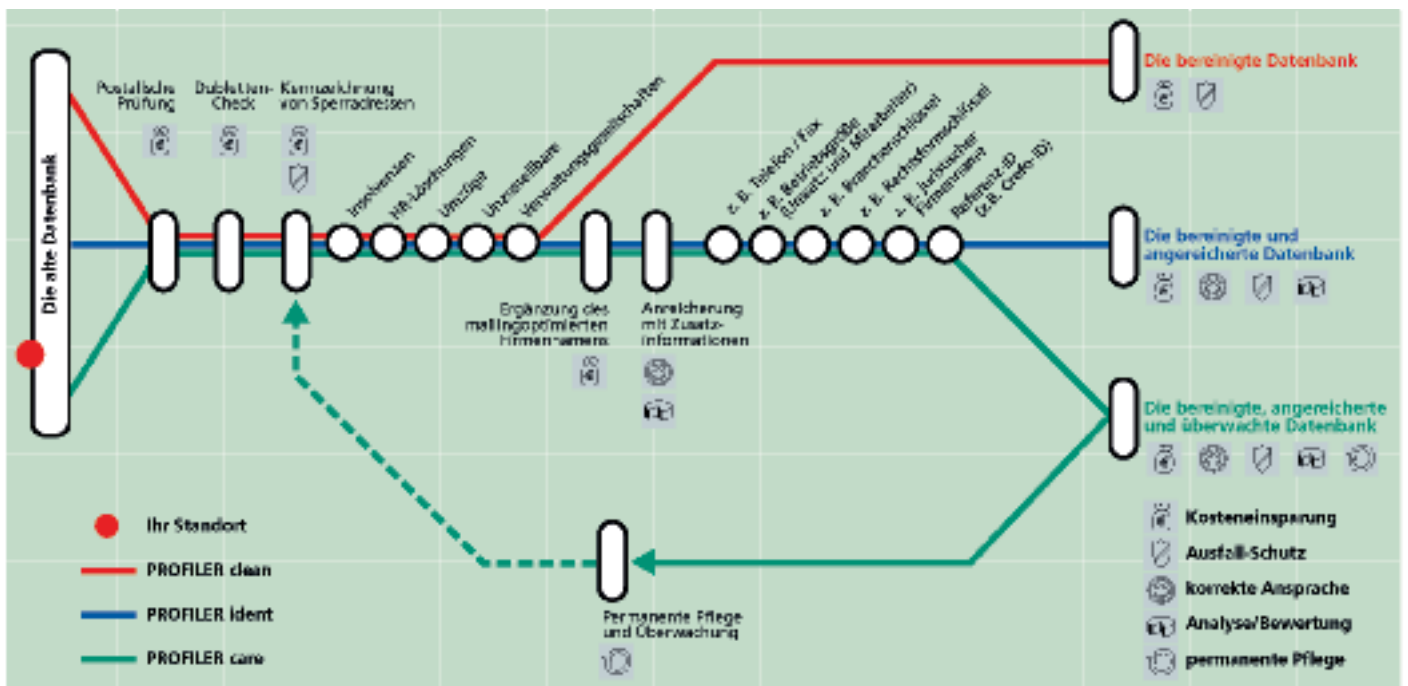 Die alte Datenbank
Postalische
Prüfung
Dubletten-
Check
Kennzeichnung
von Sperradressen
Insolvenzen
HR-Löschungen
Umzüge
Unzustellbare
Verwaltungsgesellschaften
Ergänzung des
mailingoptimierten
Firmennamens
Anreicherung
mit Zusatz-
informationen
z. B. Telefon / Fax
z. B. Betriebsgröße
(Umsatz und Mitarbeiter)
z. B. Branchenschlüssel
z. B. Rechtsformschlüssel
z. B. juristischer
Firmenname
Referenz-ID
(z.B. Crefo-ID)
Die bereinigte Datenbank
Die bereinigte und
angereicherte Datenbank
Die bereinigte, angereicherte
und überwachte Datenbank
Permanente Pflege
und Überwachung
Ihr Standort
PROFILER clean
PROFILER ident
PROFILER care
Kosteneinsparung
Ausfall-Schutz
korrekte Ansprache
Analyse/Bewertung
permanente Pflege